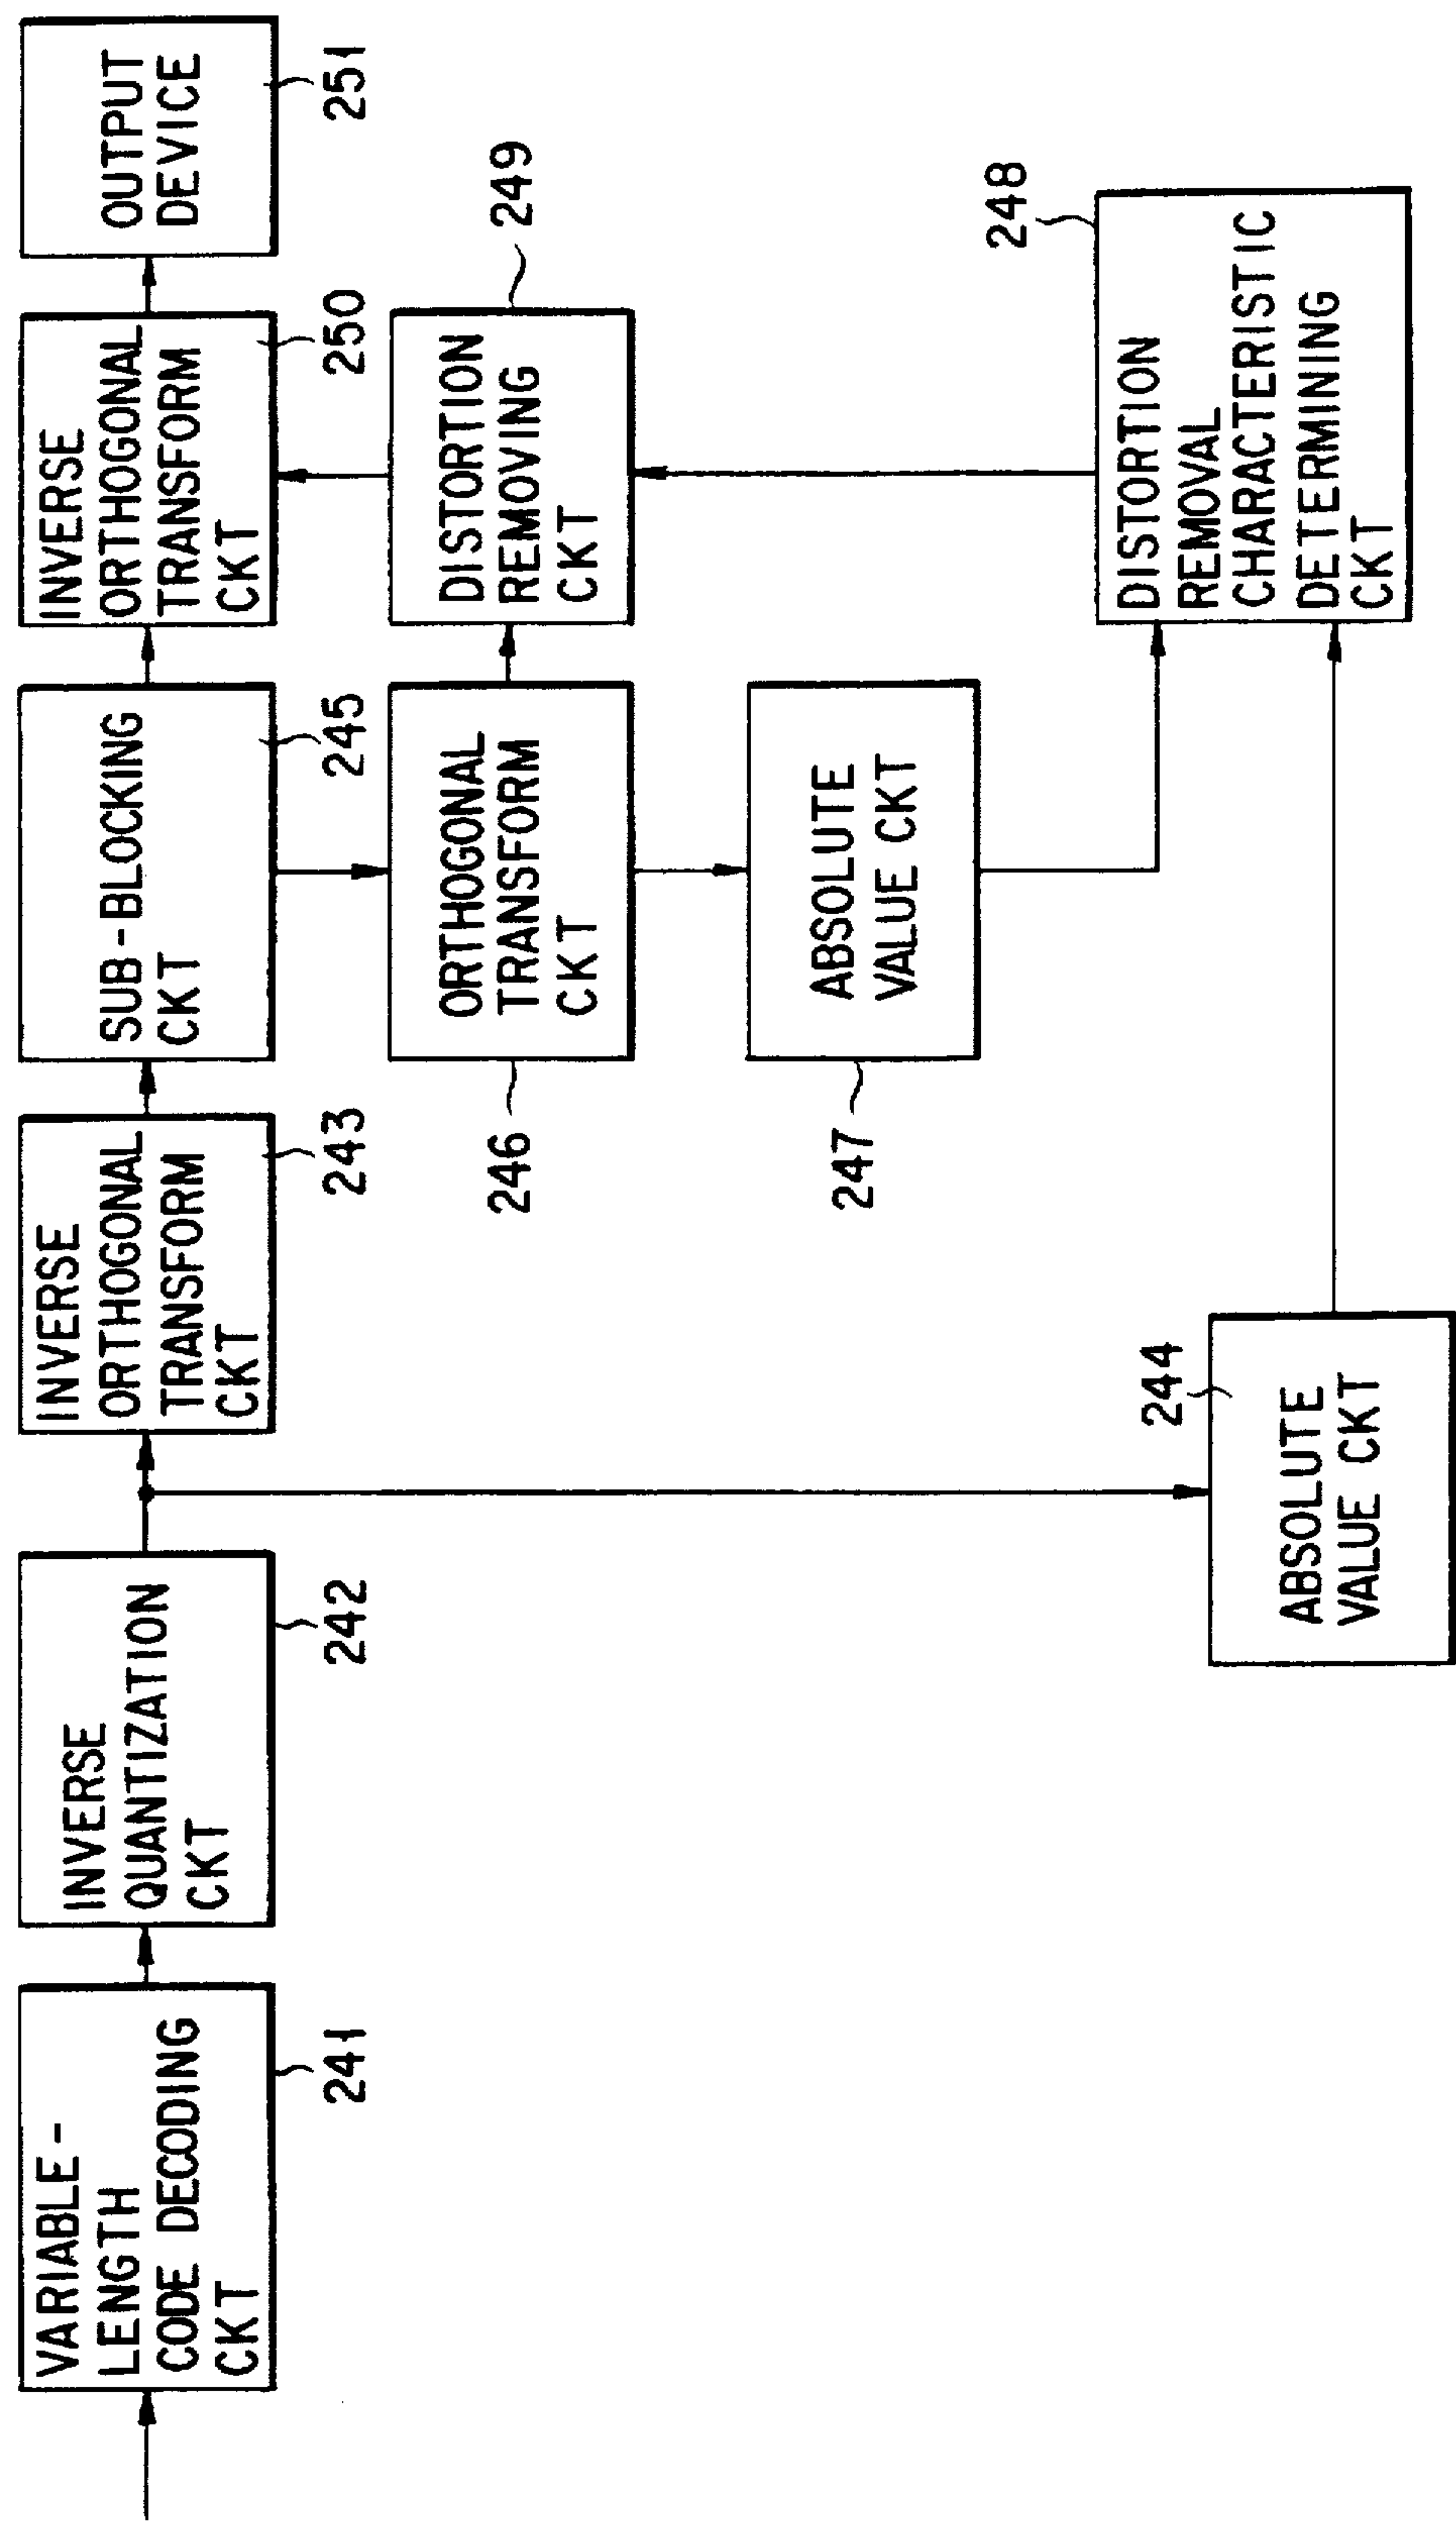 VARIABLE-
LENGTH
CODE DECODING
CKT
241
INVERSE
QUANTIZATION
CKT
242
INVERSE
ORTHOGONAL
TRANSFORM
CKT
243
SUB-BLOCKING
CKT
245
INVERSE
ORTHOGONAL
TRANSFORM
CKT
250
OUTPUT
DEVICE
251
246
ORTHOGONAL
TRANSFORM
CKT
DISTORTION
REMOVING
CKT
249
247
ABSOLUTE
VALUE CKT
244
ABSOLUTE
VALUE CKT
248
DISTORTION
REMOVAL
CHARACTERISTIC
DETERMINING
CKT